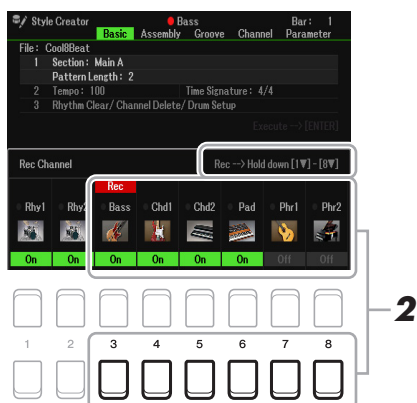 Style Creator Bass Bar : 1
Basic Assembly Groove Channel Parameter
File : Cool8Beat
1 Section : Main A
Pattern Length : 2
2 Tempo : 100 Time Signature : 4/4
3 Rhythm Clear/ Channel Delete/ Drum Setup
Execute --> [ENTER]
Rec Channel Rec --> Hold down [1▼] - [8▼]
Rec
Rhy1 Rhy2 Bass Chd1 Chd2 Pad Phr1 Phr2
On On On On On On Off Off
2
1 2 3 4 5 6 7 8